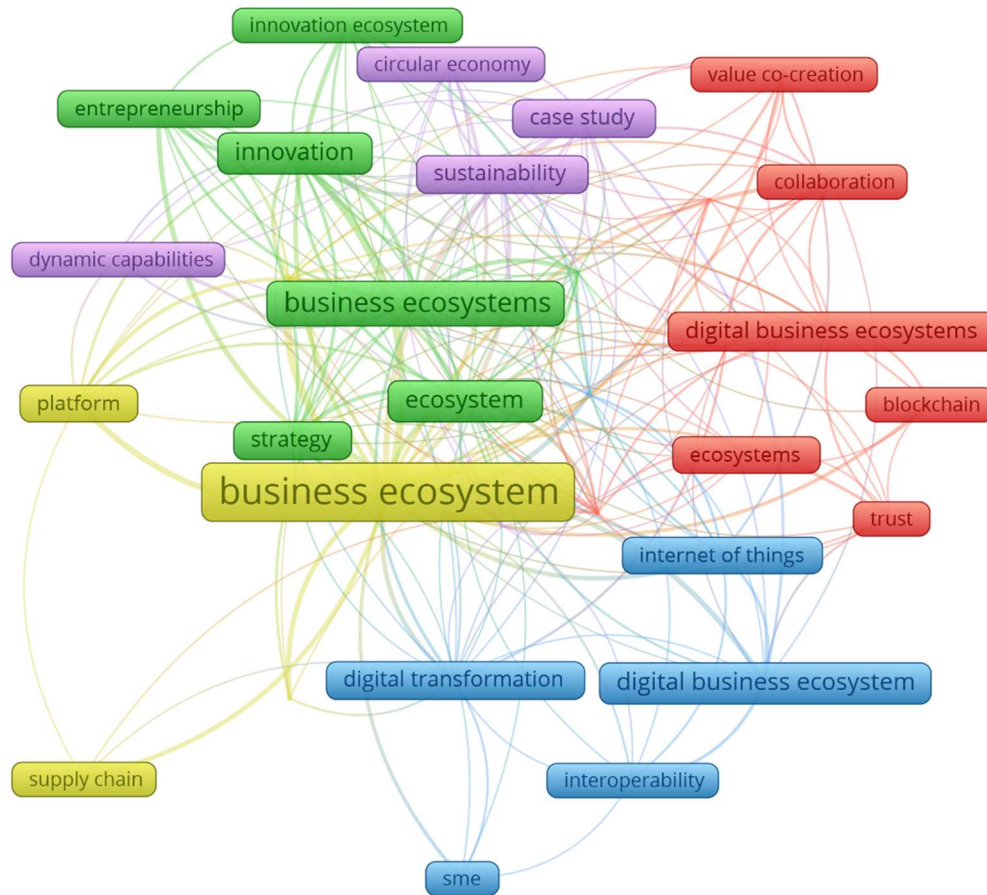 innovation ecosystem
circular economy
value co-creation
entrepreneurship
case study
innovation
sustainability
collaboration
dynamic capabilities
business ecosystems
digital business ecosystems
platform
ecosystem
blockchain
strategy
ecosystems
business ecosystem
trust
internet of things
digital transformation
digital business ecosystem
supply chain
interoperability
sme